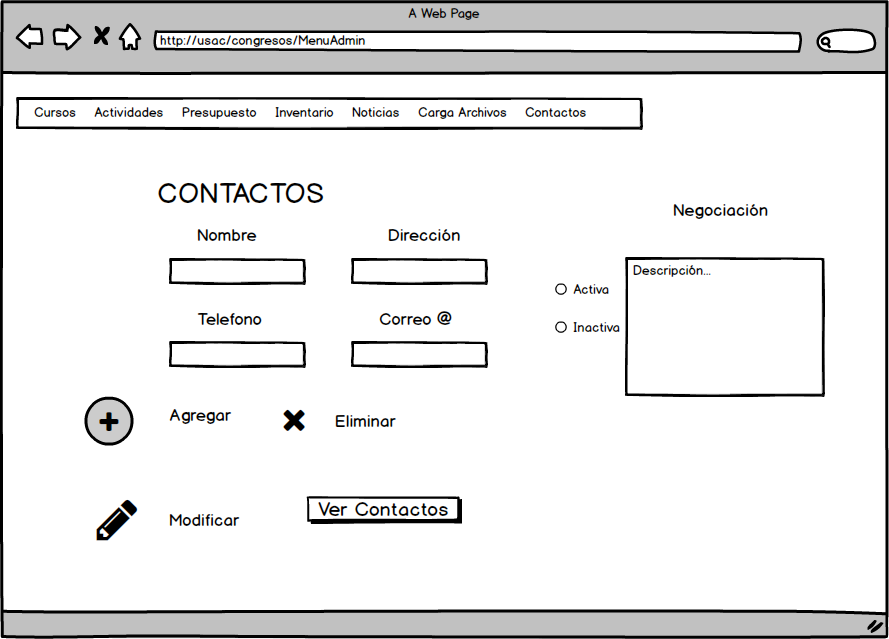 A Web Page
http://usac/congresos/MenuAdmin
Cursos Actividades Presupuesto Inventario Noticias Carga Archivos Contactos
CONTACTOS
Negociación
Nombre Dirección
Descripción...
Activa
Telefono Correo @
Inactiva
Agregar Eliminar
Modificar Ver Contactos